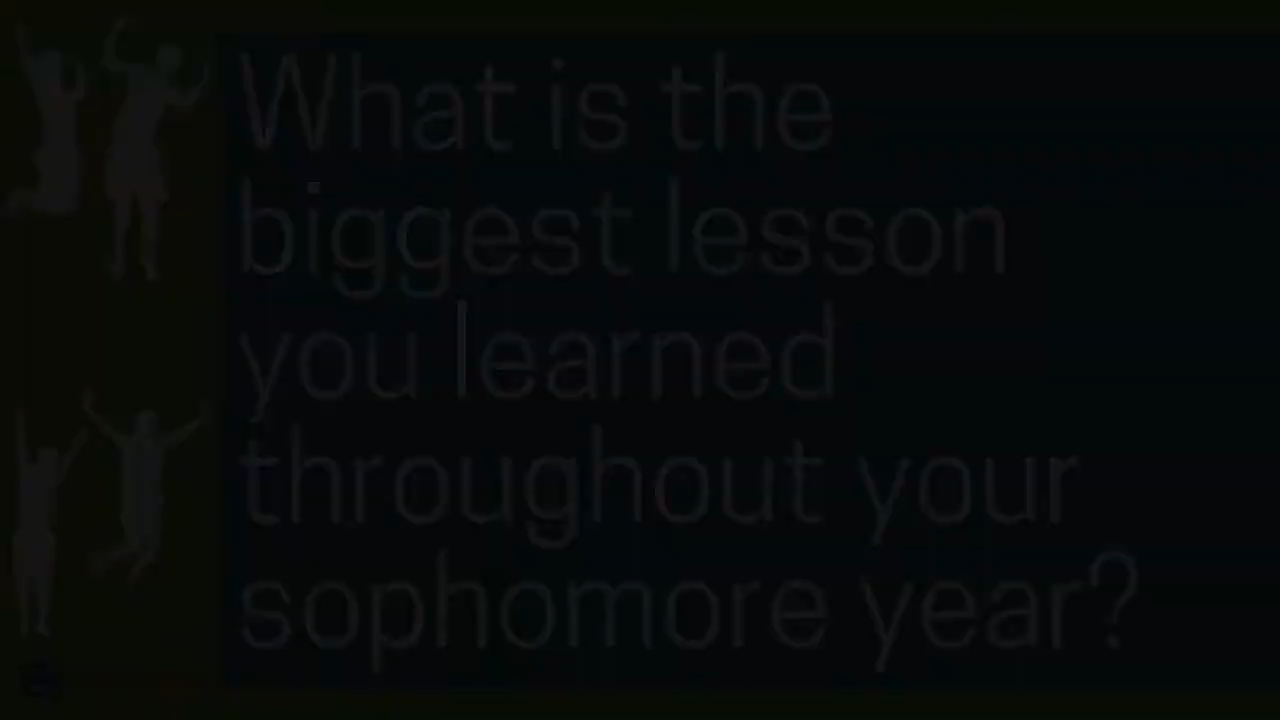 What is the
biggest lesson
you learned
throughout your
sophomore year?